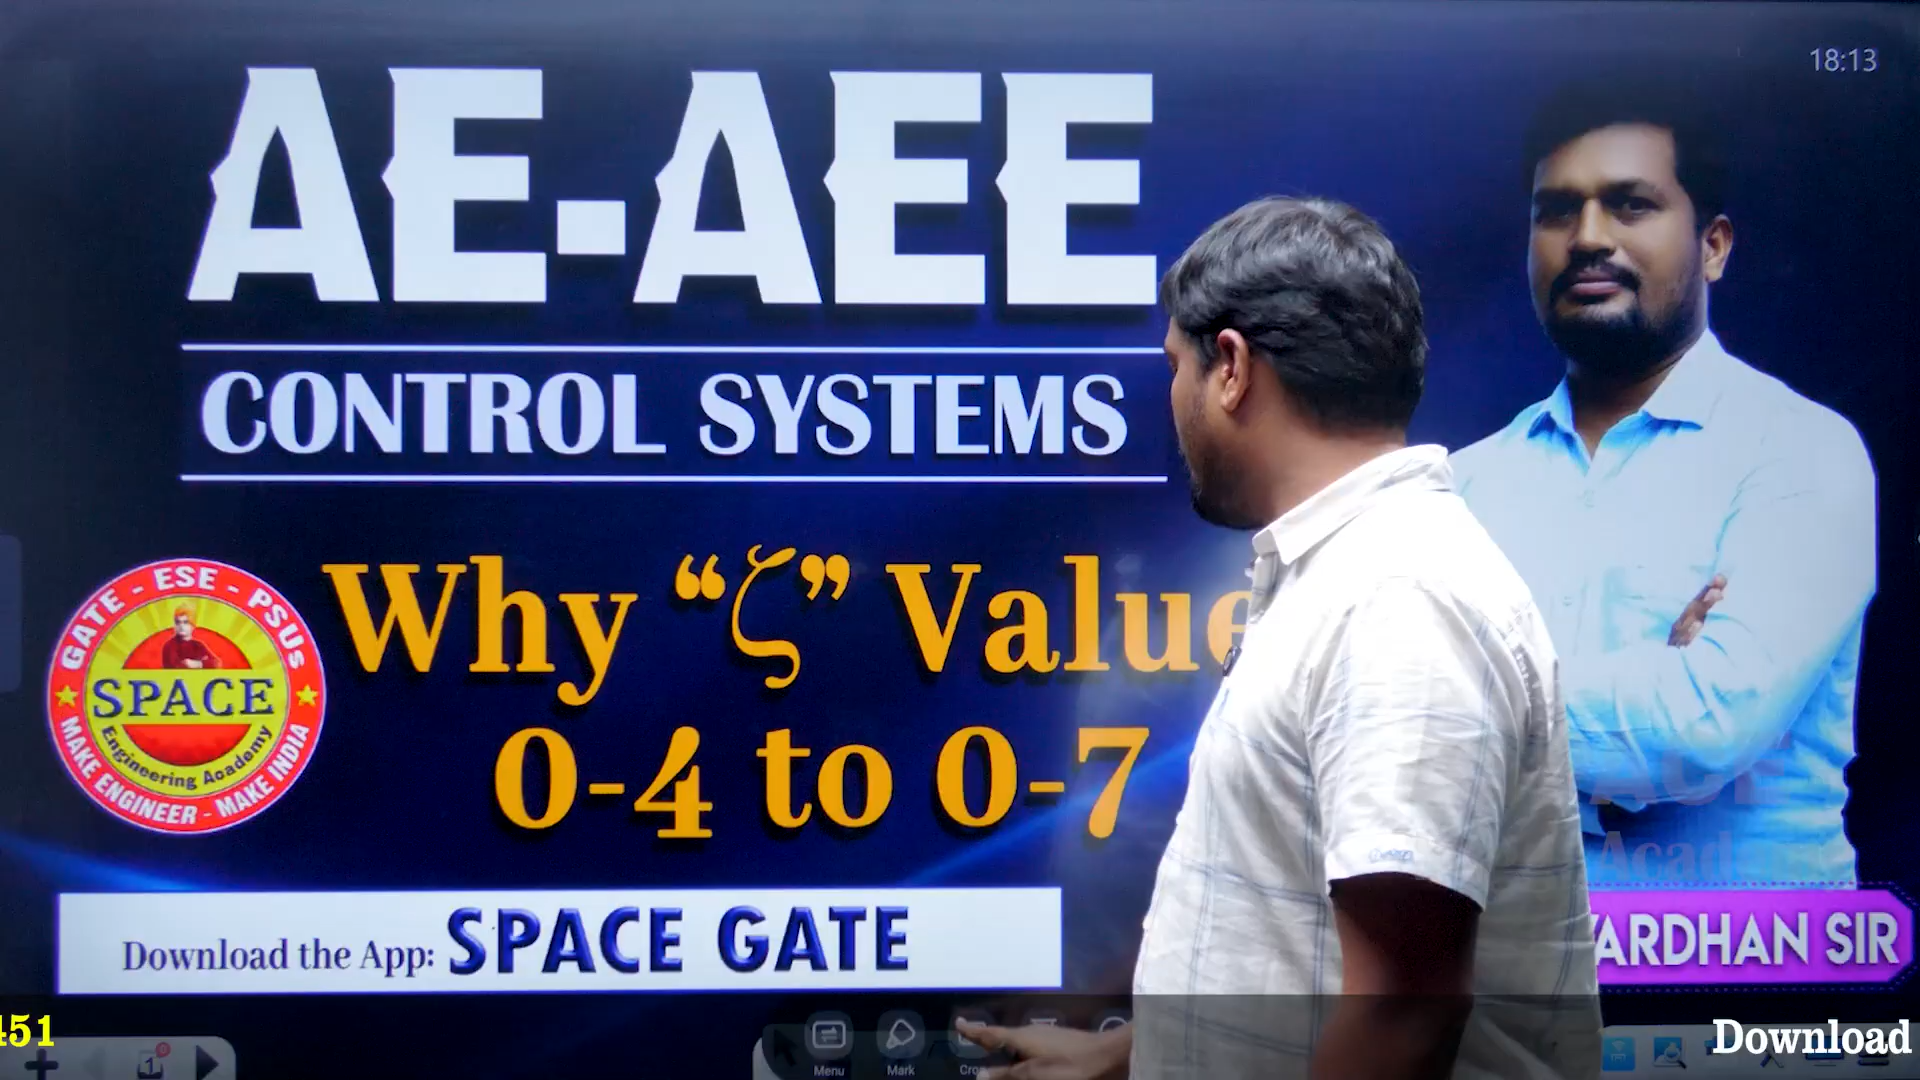 18:13
AE-AEE
CONTROL SYSTEMS
Why “ζ” Value
0-4 to 0-7
GATE - ESE - PSUs
SPACE
Engineering Academy
MAKE ENGINEER - MAKE INDIA
Download the App: SPACE GATE
ARDHAN SIR
451
1
Menu
Mark
Download